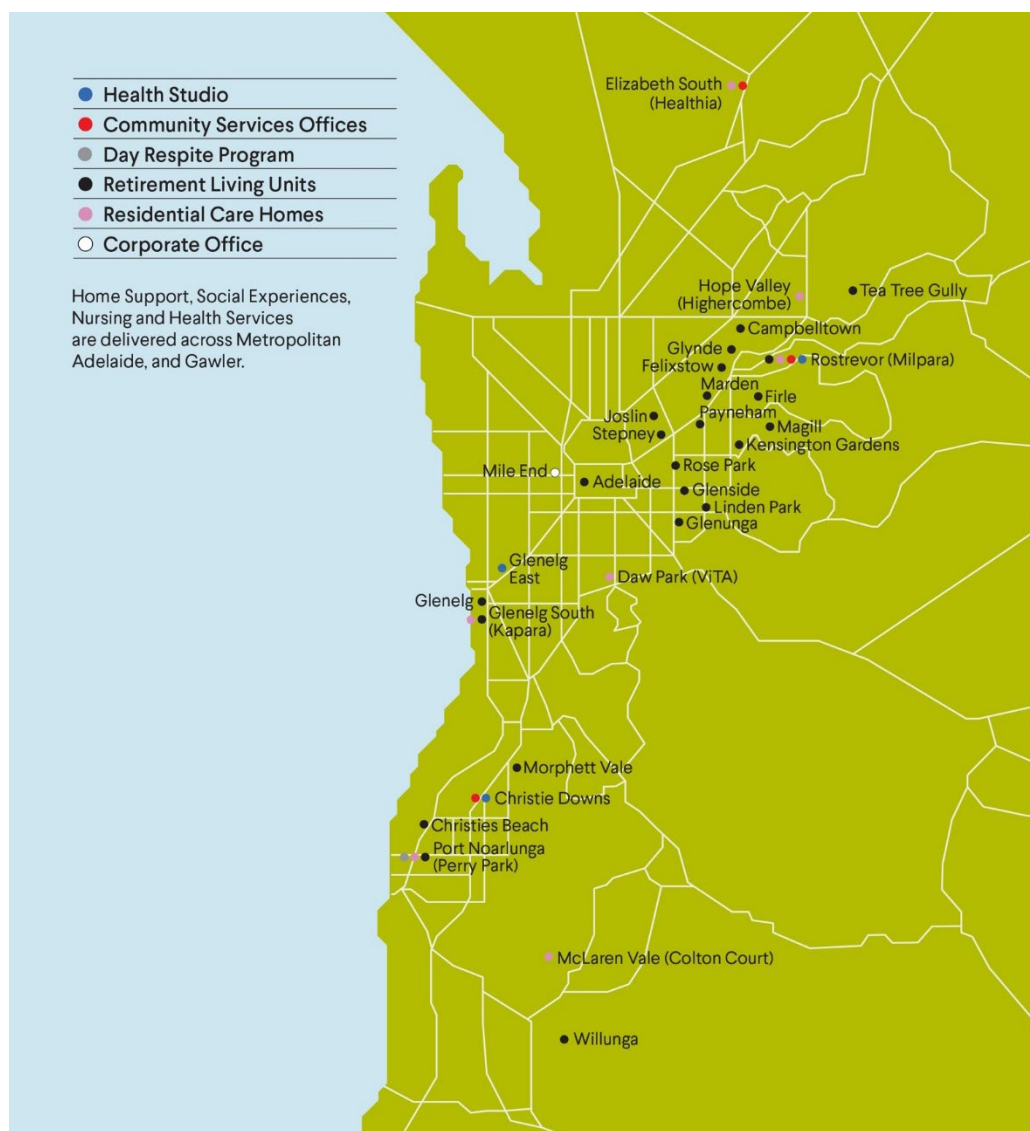 Health Studio
Community Services Offices
Day Respite Program
Retirement Living Units
Residential Care Homes
Corporate Office
Home Support, Social Experiences,
Nursing and Health Services
are delivered across Metropolitan
Adelaide, and Gawler.
Elizabeth South
(Healthia)
Hope Valley
(Highercombe)
Tea Tree Gully
Campbelltown
Glynde
Rostrevor (Milpara)
Felixstow
Marden
Firle
Joslin
Payneham
Magill
Stepney
Kensington Gardens
Rose Park
Mile End
Adelaide
Glenside
Linden Park
Glenunga
Glenelg
East
Daw Park (ViTA)
Glenelg
Glenelg South
(Kapara)
Morphett Vale
Christie Downs
Christies Beach
Port Noarlunga
(Perry Park)
McLaren Vale (Colton Court)
Willunga